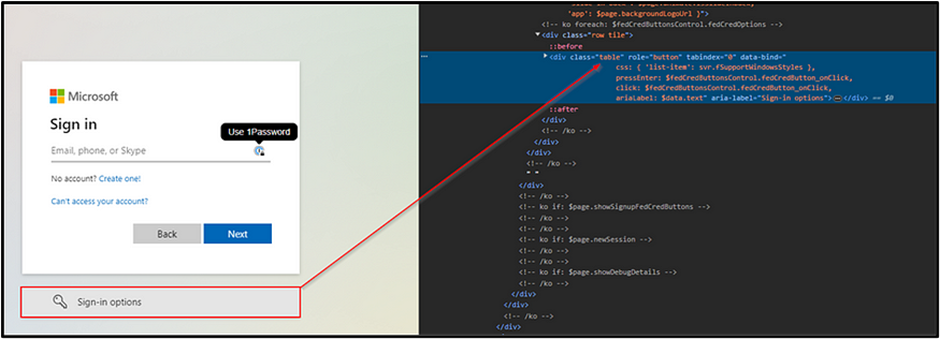 Microsoft
Sign in
Use 1Password
Email, phone, or Skype
No account? Create one!
Can't access your account?
Back
Next
Sign-in options
'app': $page.backgroundLogoUrl }">
<!-- ko foreach: $fedCredButtonsControl.fedCredOptions -->
<div class="row tile">
::before
<div class="table" role="button" tabindex="0" data-bind="
css: { 'list-item': svr.fSupportWindowsStyles },
pressEnter: $fedCredButtonsControl.fedCredButton_onClick,
click: $fedCredButtonsControl.fedCredButton_onClick,
ariaLabel: $data.text" aria-label="Sign-in options">…</div> == $0
::after
</div>
<!-- /ko -->
</div>
</div>
<!-- /ko -->
" "
</div>
<!-- /ko -->
<!-- ko if: $page.showSignupFedCredButtons -->
<!-- /ko -->
<!-- /ko -->
<!-- ko if: $page.newSession -->
<!-- /ko -->
<!-- /ko -->
<!-- ko if: $page.showDebugDetails -->
<!-- /ko -->
</div>
</div>
<!-- /ko -->
</div>